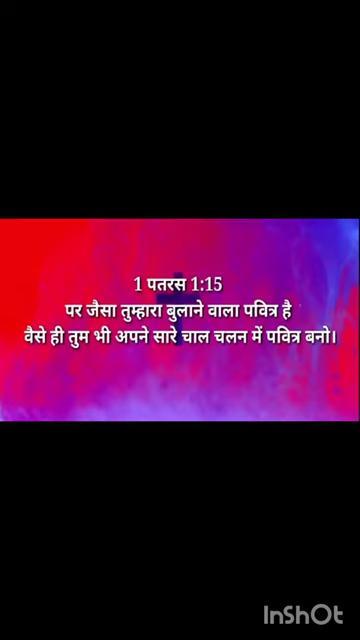 1 पतरस 1:15
पर जैसा तुम्हारा बुलाने वाला पवित्र है
वैसे ही तुम भी अपने सारे चाल चलन में पवित्र बनो।
InShOt